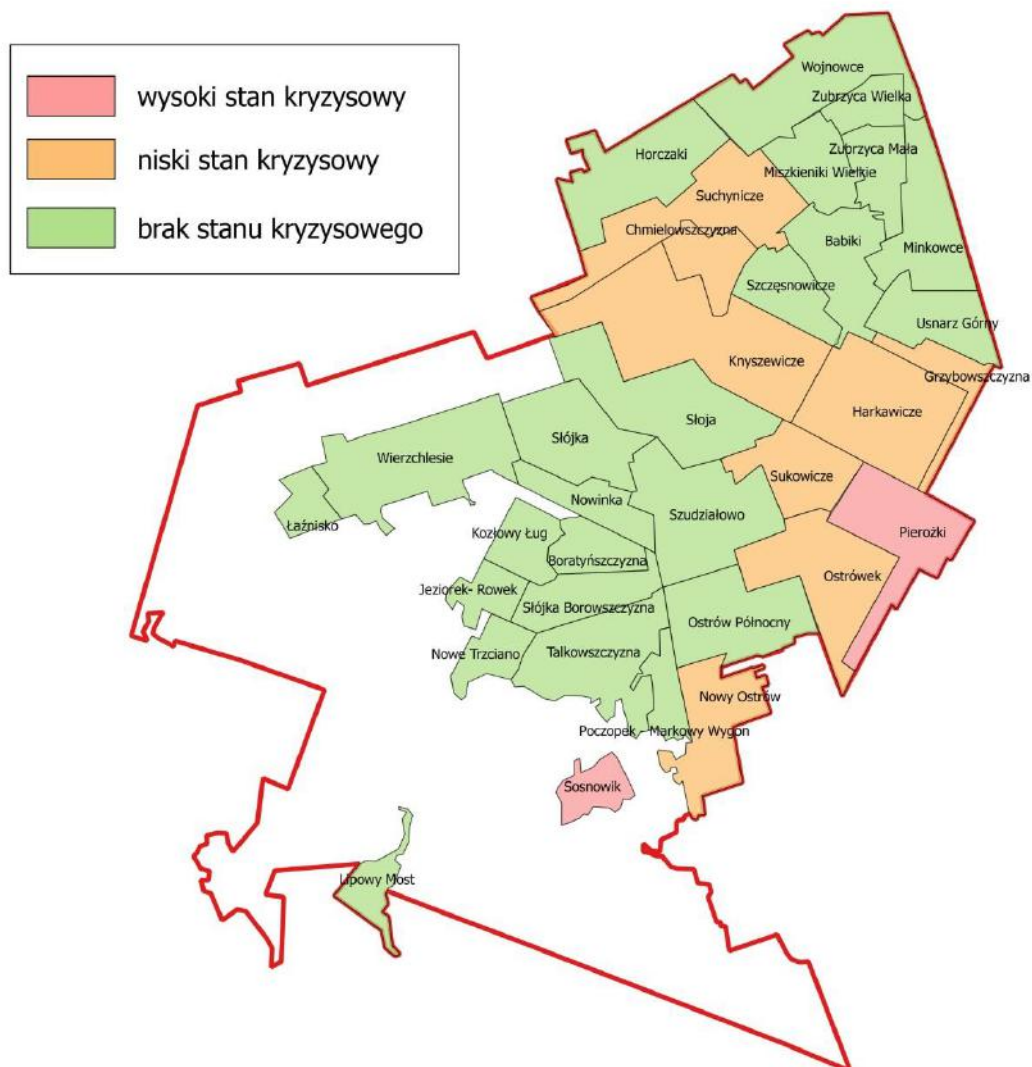 wysoki stan kryzysowy
niski stan kryzysowy
brak stanu kryzysowego
Wojnowce
Zubrzyca Wielka
Horczaki
Zubrzyca Mała
Miszkieniki Wielkie
Suchynicze
Chmielowszczyzna
Babiki
Minkowce
Szczęsnowicze
Usnarz Górny
Knyszewicze
Grzybowszczyzna
Harkawicze
Słoja
Słójka
Wierzchlesie
Sukowicze
Nowinka
Szudziałowo
Łaźnisko
Kozłowy Ług
Pierożki
Boratyńszczyzna
Ostrówek
Jeziorek- Rowek
Słójka Borowszczyzna
Ostrów Północny
Nowe Trzciano
Talkowszczyzna
Nowy Ostrów
Poczopek - Markowy Wygon
Sosnowik
Lipowy Most